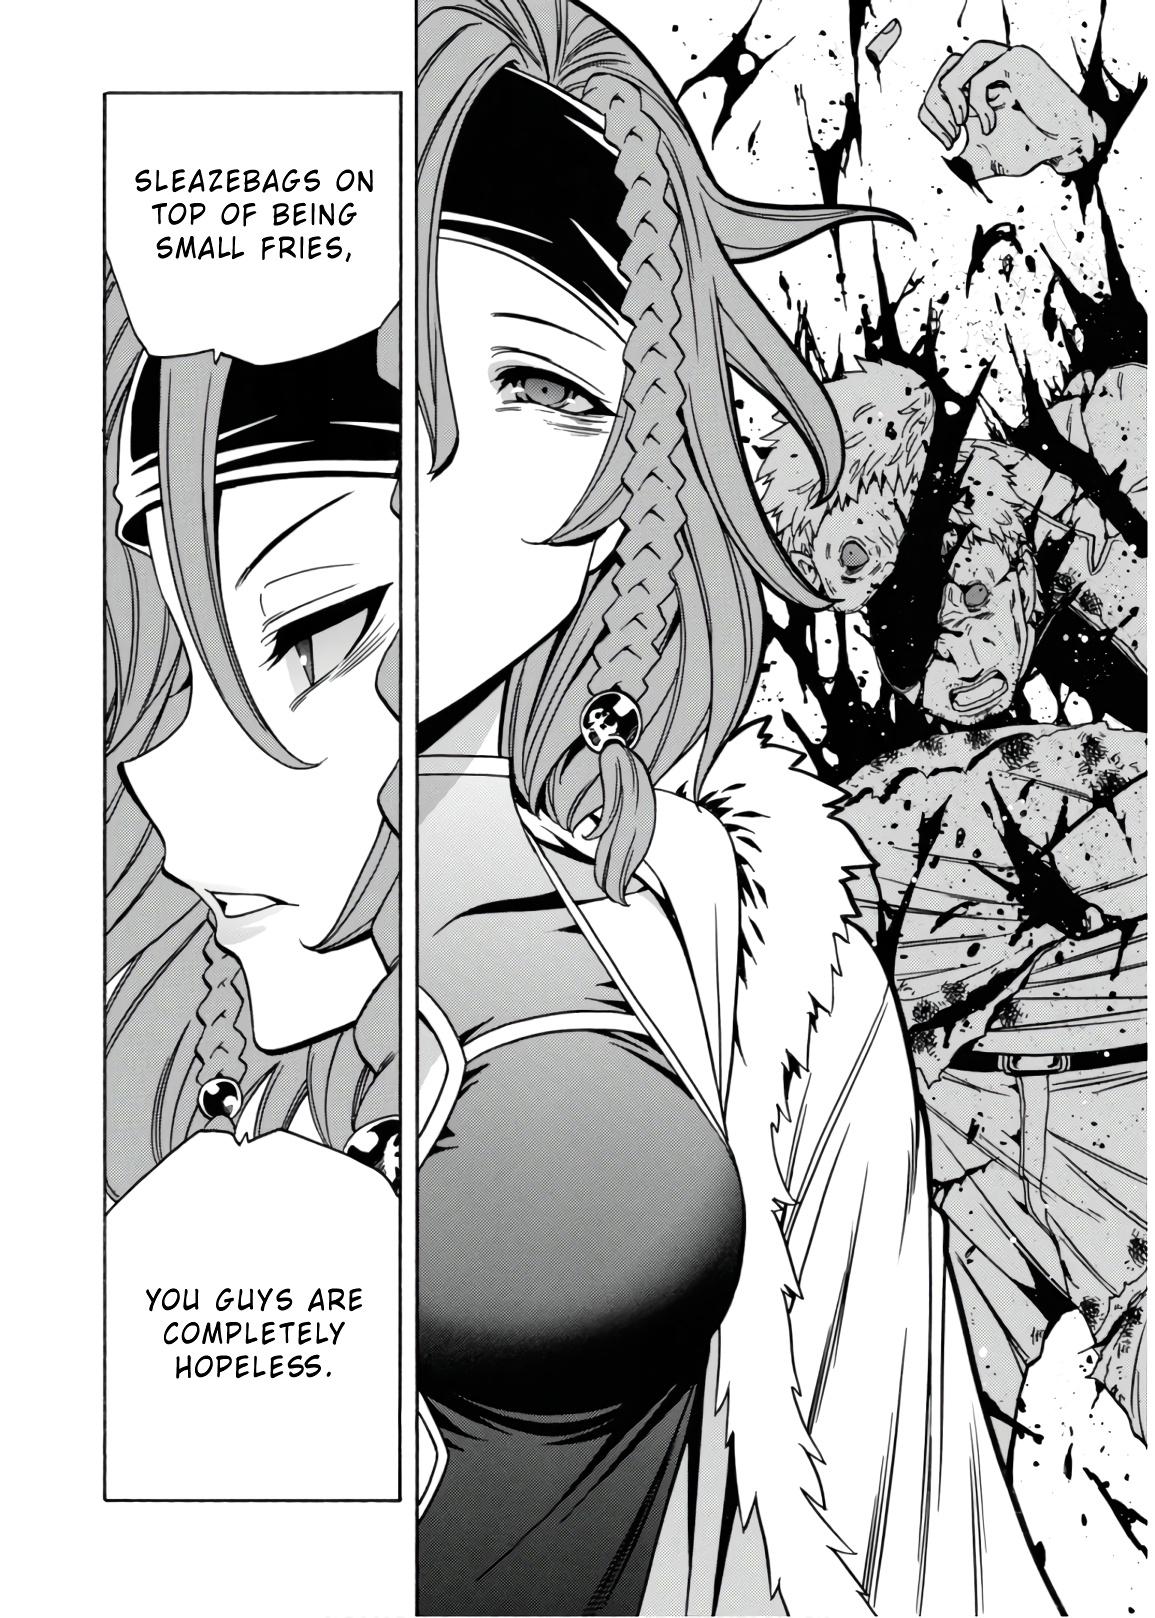 SLEAZEBAGS ON
TOP OF BEING
SMALL FRIES,
YOU GUYS ARE
COMPLETELY
HOPELESS.